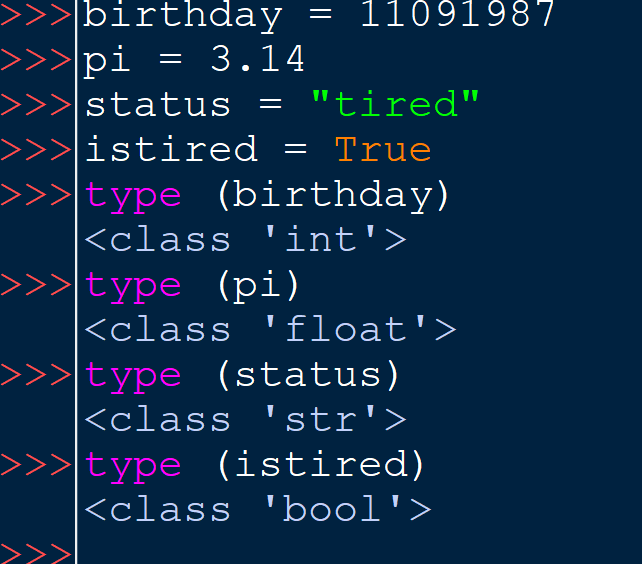 >>> birthday = 11091987
>>> pi = 3.14
>>> status = "tired"
>>> istired = True
>>> type (birthday)
<class 'int'>
>>> type (pi)
<class 'float'>
>>> type (status)
<class 'str'>
>>> type (istired)
<class 'bool'>
>>>